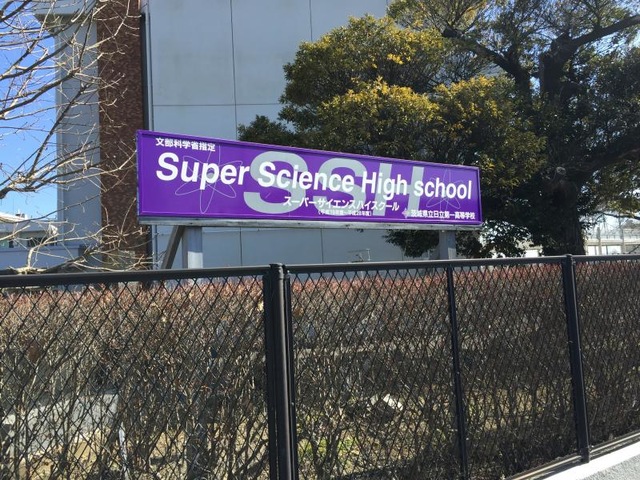 文部科学省指定
SSH
Super Science High school
スーパーサイエンスハイスクール
茨城県立日立第一高等学校